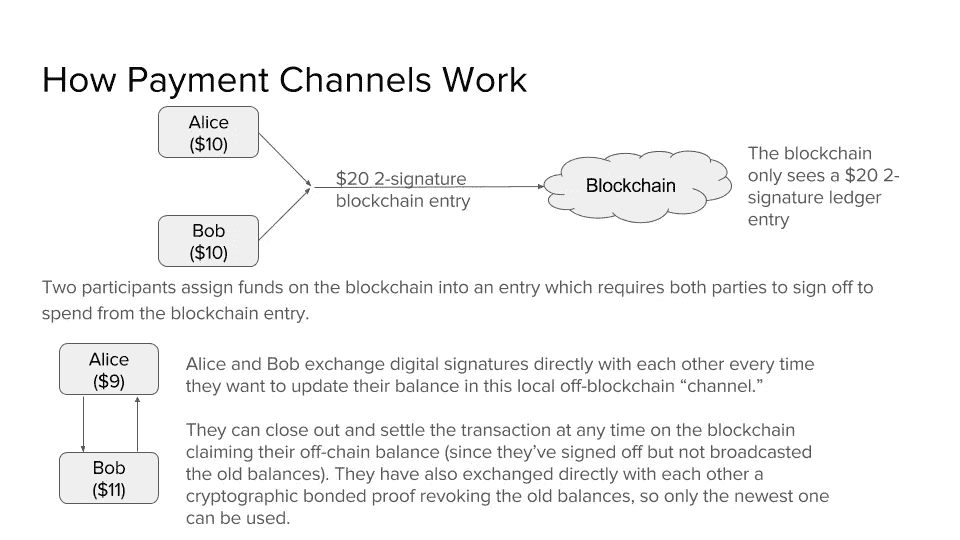 How Payment Channels Work
Alice
($10)
$20 2-signature
blockchain entry
Blockchain
The blockchain
only sees a $20 2-
signature ledger
entry
Bob
($10)
Two participants assign funds on the blockchain into an entry which requires both parties to sign off to
spend from the blockchain entry.
Alice
($9)
Bob
($11)
Alice and Bob exchange digital signatures directly with each other every time
they want to update their balance in this local off-blockchain “channel.”
They can close out and settle the transaction at any time on the blockchain
claiming their off-chain balance (since they’ve signed off but not broadcasted
the old balances). They have also exchanged directly with each other a
cryptographic bonded proof revoking the old balances, so only the newest one
can be used.